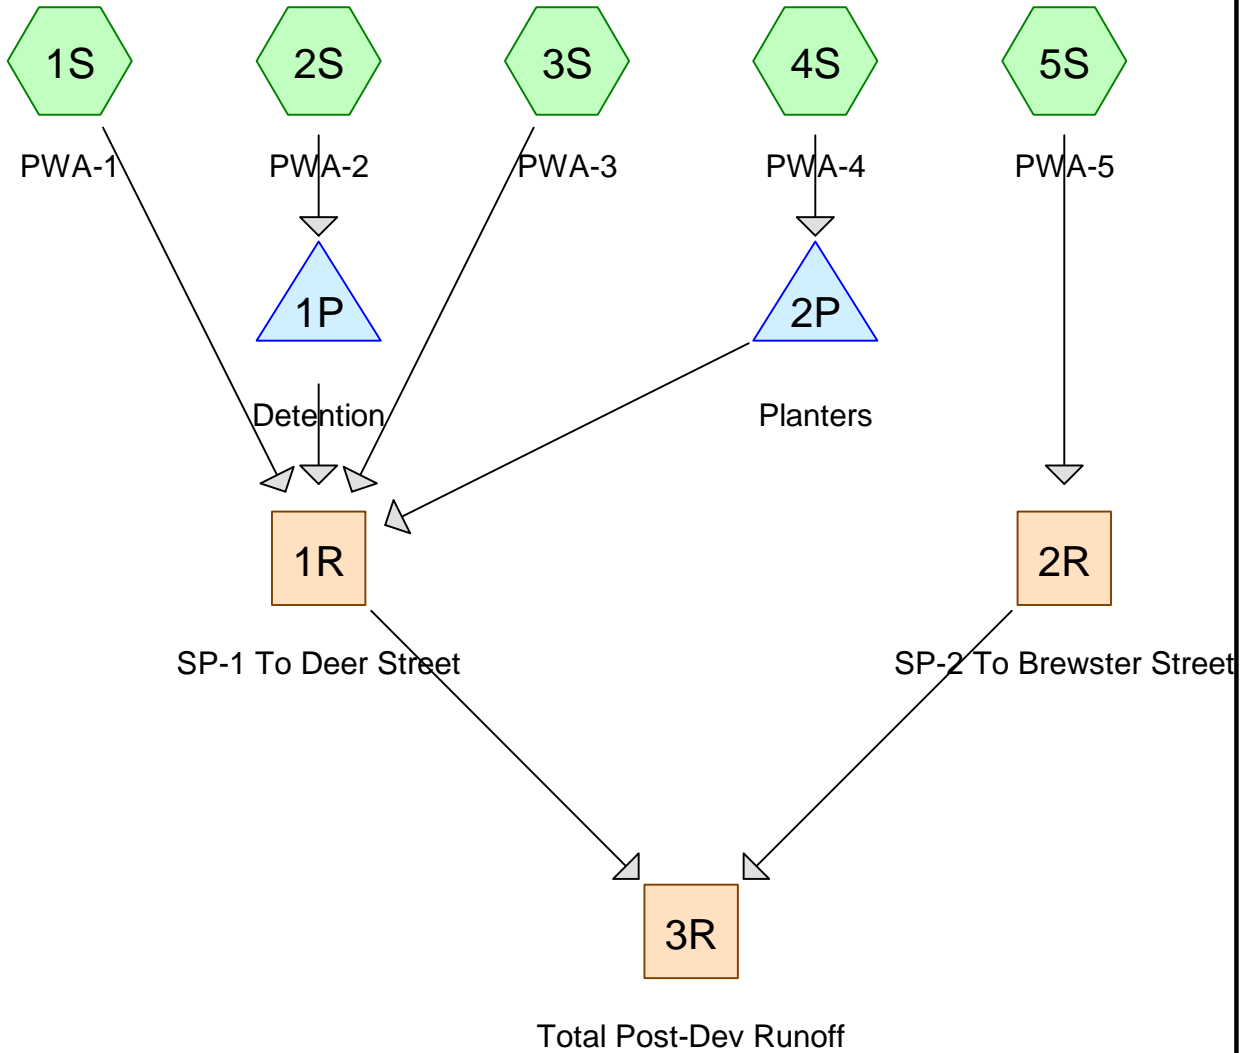 1S
2S
3S
4S
5S
PWA-1
PWA-2
PWA-3
PWA-4
PWA-5
1P
2P
Detention
Planters
1R
2R
SP-1 To Deer Street
SP-2 To Brewster Street
3R
Total Post-Dev Runoff